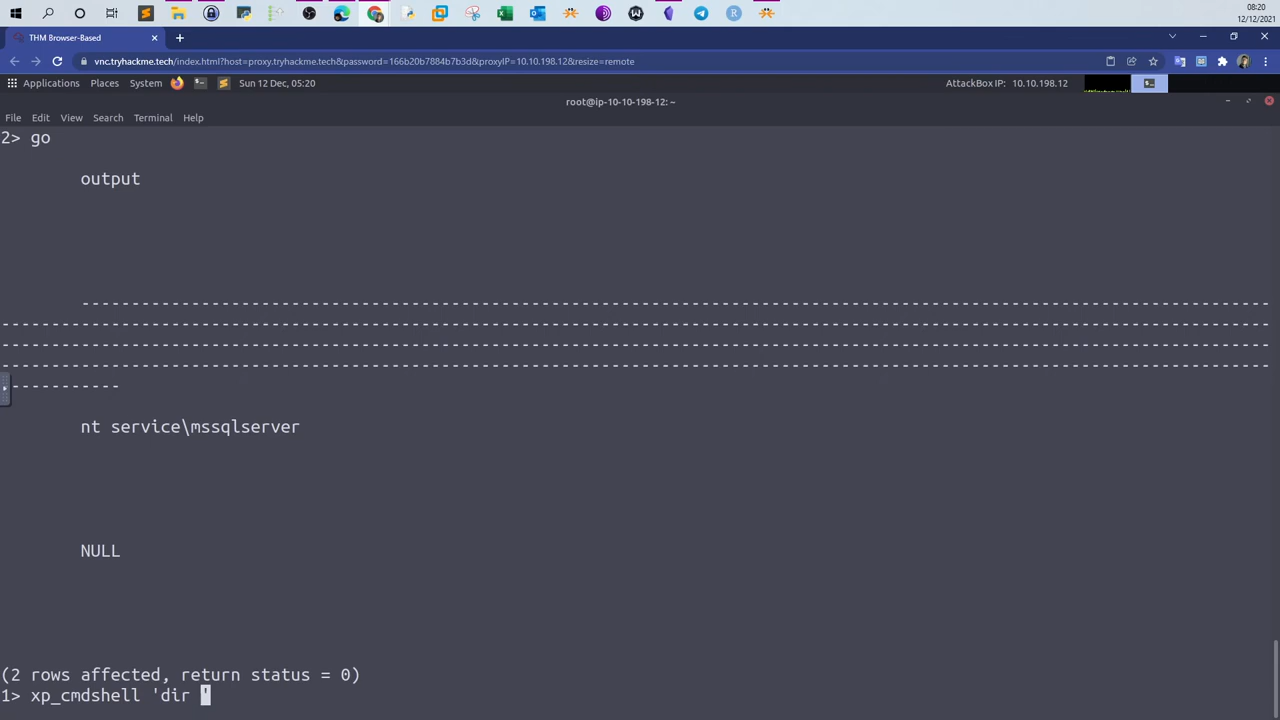 08:20
12/12/2021
THM Browser-Based
vnc.tryhackme.tech/index.html?host=proxy.tryhackme.tech&password=166b20b7884b7b3d&proxyIP=10.10.198.12&resize=remote
Applications Places System Sun 12 Dec, 05:20 AttackBox IP: 10.10.198.12
root@ip-10-10-198-12: ~
File Edit View Search Terminal Help
2> go
output
-----------------------------------------------------------------------------------------------------------------------
-------------------------------------------------------------------------------------------------------------------------------
-------------------------------------------------------------------------------------------------------------------------------
-------------------------------------------------------------------------------------------------------------------------------
------------
nt service\mssqlserver
NULL
(2 rows affected, return status = 0)
1> xp_cmdshell 'dir '